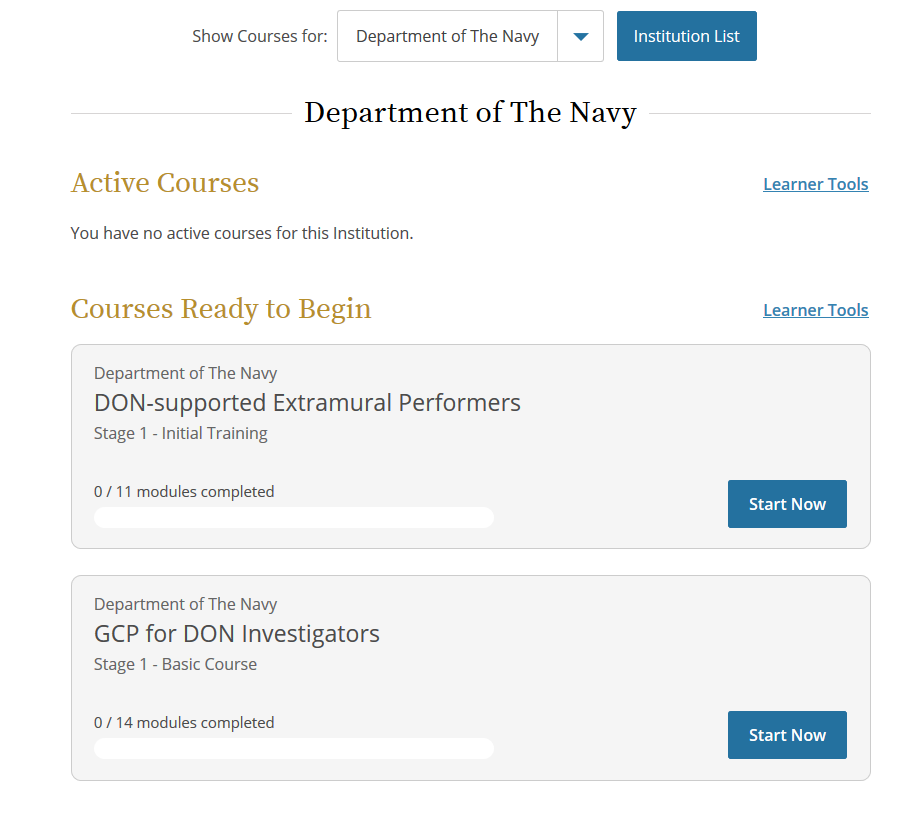 Show Courses for: Department of The Navy Institution List
Department of The Navy
Active Courses Learner Tools
You have no active courses for this Institution.
Courses Ready to Begin Learner Tools
Department of The Navy
DON-supported Extramural Performers
Stage 1 - Initial Training
0 / 11 modules completed
Start Now
Department of The Navy
GCP for DON Investigators
Stage 1 - Basic Course
0 / 14 modules completed
Start Now